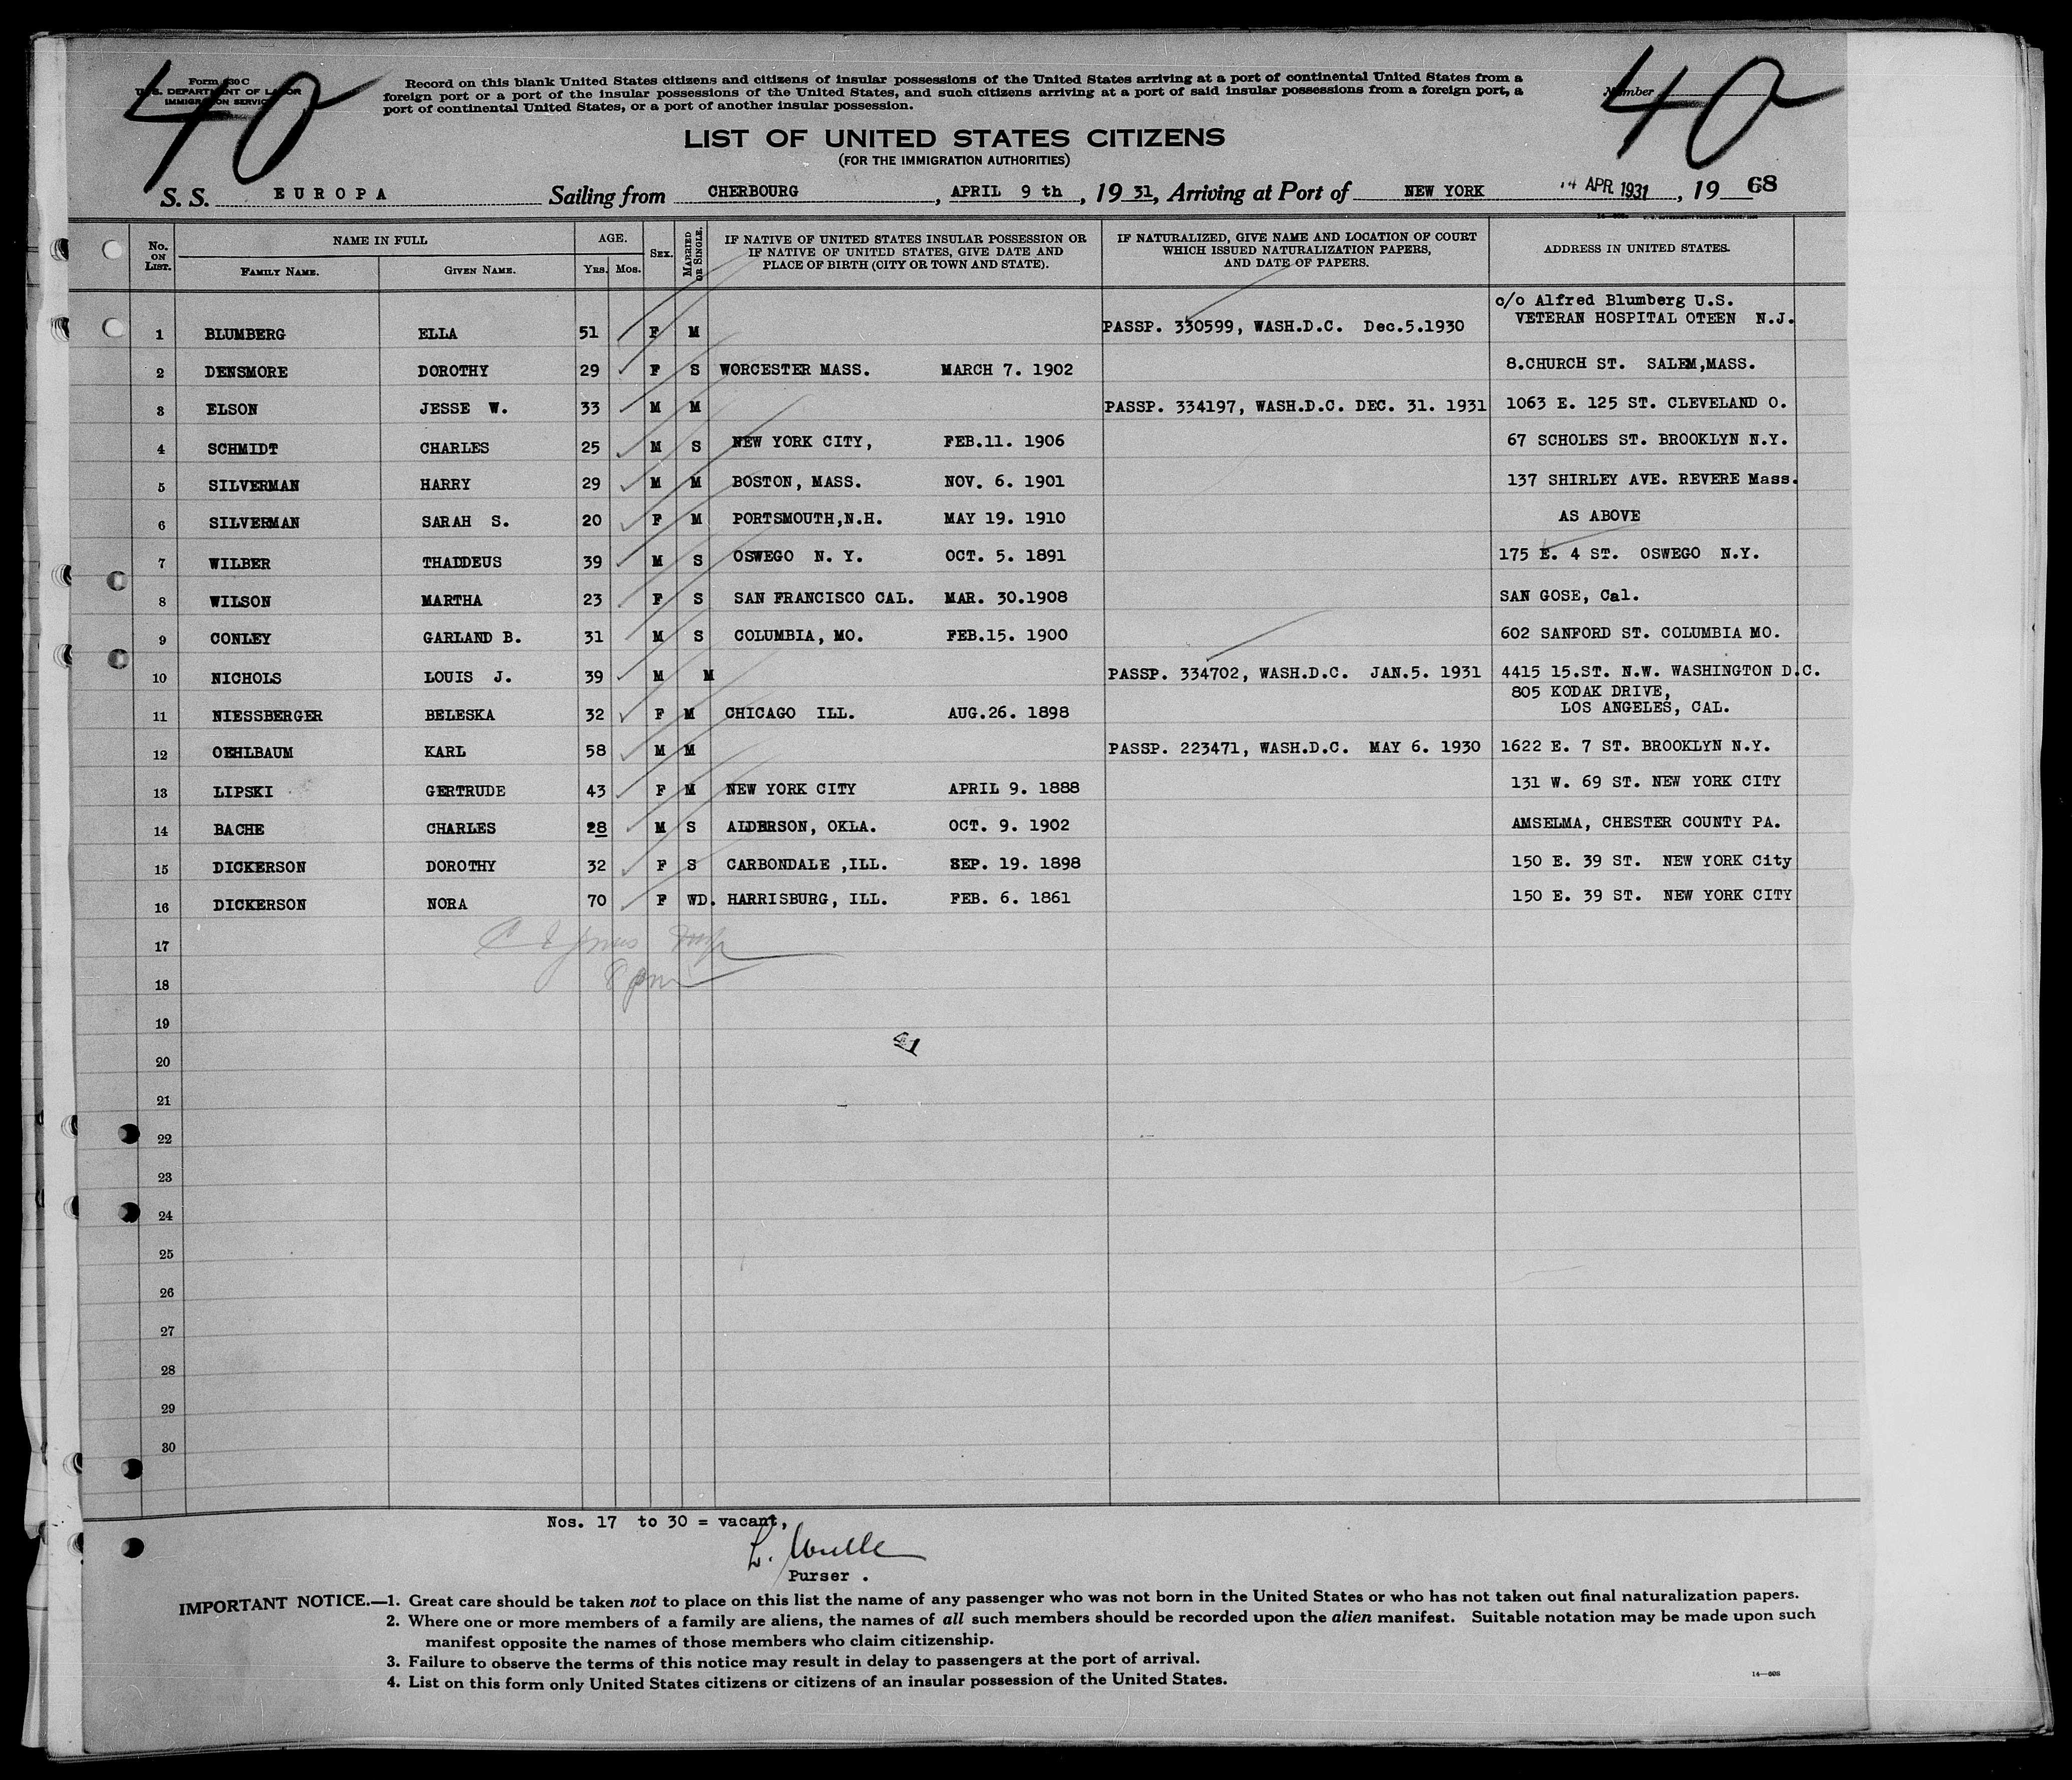 40
40
Form 630 C
U. S. DEPARTMENT OF LABOR
IMMIGRATION SERVICE
Number
Record on this blank United States citizens and citizens of insular possessions of the United States arriving at a port of continental United States from a
foreign port or a port of the insular possessions of the United States, and such citizens arriving at a port of said insular possessions from a foreign port, a
port of continental United States, or a port of another insular possession.
LIST OF UNITED STATES CITIZENS
(FOR THE IMMIGRATION AUTHORITIES)
S. S. EUROPA Sailing from CHERBOURG, APRIL 9 th, 19 31, Arriving at Port of NEW YORK 14 APR. 1931, 19 68
No. ON LIST. NAME IN FULL AGE. SEX. MARRIED OR SINGLE. IF NATIVE OF UNITED STATES INSULAR POSSESSION OR IF NATIVE OF UNITED STATES, GIVE DATE AND PLACE OF BIRTH (CITY OR TOWN AND STATE). IF NATURALIZED, GIVE NAME AND LOCATION OF COURT WHICH ISSUED NATURALIZATION PAPERS, AND DATE OF PAPERS. ADDRESS IN UNITED STATES.
FAMILY NAME. GIVEN NAME. YRS. MOS.
c/o Alfred Blumberg U.S.
1 BLUMBERG ELLA 51 F M PASSP. 330599, WASH.D.C. Dec.5.1930 VETERAN HOSPITAL OTEEN N.J.
2 DENSMORE DOROTHY 29 F S WORCESTER MASS. MARCH 7. 1902 8.CHURCH ST. SALEM,MASS.
3 ELSON JESSE W. 33 M M PASSP. 334197, WASH.D.C. DEC. 31. 1931 1063 E. 125 ST. CLEVELAND O.
4 SCHMIDT CHARLES 25 M S NEW YORK CITY, FEB.11. 1906 67 SCHOLES ST. BROOKLYN N.Y.
5 SILVERMAN HARRY 29 M M BOSTON, MASS. NOV. 6. 1901 137 SHIRLEY AVE. REVERE Mass.
6 SILVERMAN SARAH S. 20 F M PORTSMOUTH,N.H. MAY 19. 1910 AS ABOVE
7 WILBER THADDEUS 39 M S OSWEGO N. Y. OCT. 5. 1891 175 E. 4 ST. OSWEGO N.Y.
8 WILSON MARTHA 23 F S SAN FRANCISCO CAL. MAR. 30.1908 SAN GOSE, Cal.
9 CONLEY GARLAND B. 31 M S COLUMBIA, MO. FEB.15. 1900 602 SANFORD ST. COLUMBIA MO.
10 NICHOLS LOUIS J. 39 M M PASSP. 334702, WASH.D.C. JAN.5. 1931 4415 15.ST. N.W. WASHINGTON D.C.
805 KODAK DRIVE,
11 NIESSBERGER BELESKA 32 F M CHICAGO ILL. AUG.26. 1898 LOS ANGELES, CAL.
12 OEHLBAUM KARL 58 M M PASSP. 223471, WASH.D.C. MAY 6. 1930 1622 E. 7 ST. BROOKLYN N.Y.
13 LIPSKI GERTRUDE 43 F M NEW YORK CITY APRIL 9. 1888 131 W. 69 ST. NEW YORK CITY
14 BACHE CHARLES 28 M S ALDERSON, OKLA. OCT. 9. 1902 AMSELMA, CHESTER COUNTY PA.
15 DICKERSON DOROTHY 32 F S CARBONDALE ,ILL. SEP. 19. 1898 150 E. 39 ST. NEW YORK City
16 DICKERSON NORA 70 F WD. HARRISBURG, ILL. FEB. 6. 1861 150 E. 39 ST. NEW YORK CITY
17
18
8 pm
19
20
41
21
22
23
24
25
26
27
28
29
30
Nos. 17 to 30 = vacant,
Purser .
IMPORTANT NOTICE.—1. Great care should be taken not to place on this list the name of any passenger who was not born in the United States or who has not taken out final naturalization papers.
2. Where one or more members of a family are aliens, the names of all such members should be recorded upon the alien manifest. Suitable notation may be made upon such
manifest opposite the names of those members who claim citizenship.
3. Failure to observe the terms of this notice may result in delay to passengers at the port of arrival.
4. List on this form only United States citizens or citizens of an insular possession of the United States.